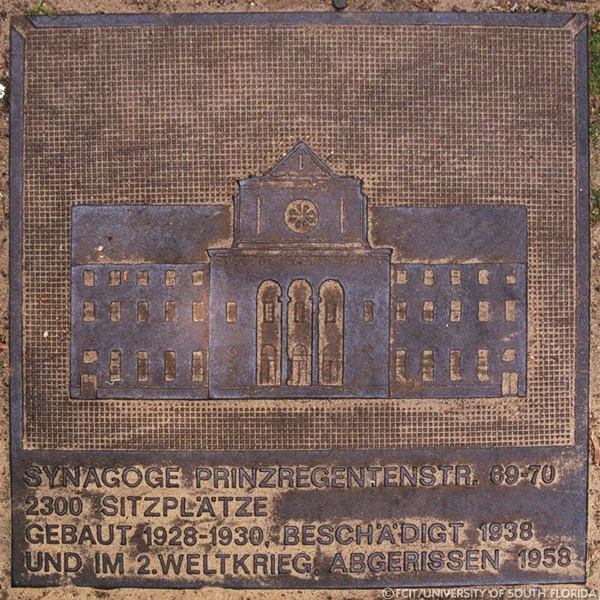 SYNAGOGE PRINZREGENTENSTR. 69-70
2300 SITZPLÄTZE
GEBAUT 1928-1930, BESCHÄDIGT 1938
UND IM 2.WELTKRIEG. ABGERISSEN 1958
©FCIT/UNIVERSITY OF SOUTH FLORIDA